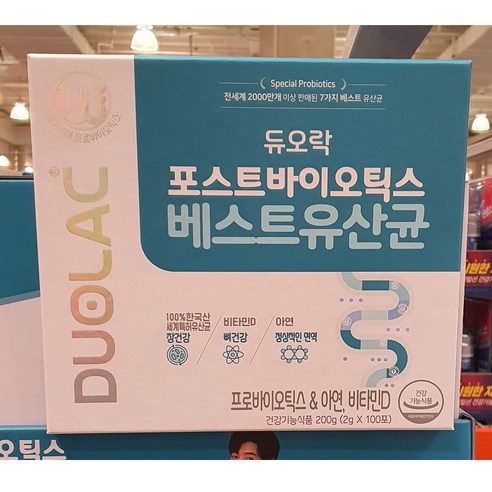 Special Probiotics
전세계 2000만개 이상 판매된 7가지 베스트 유산균
듀오락
포스트바이오틱스
베스트유산균
DUOLAC®
100%한국산
세계특허유산균
장건강
비타민D
뼈건강
아연
정상적인 면역
프로바이오틱스 & 아연, 비타민D
건강기능식품 200g (2g X 100포)
건강
기능식품
틱스